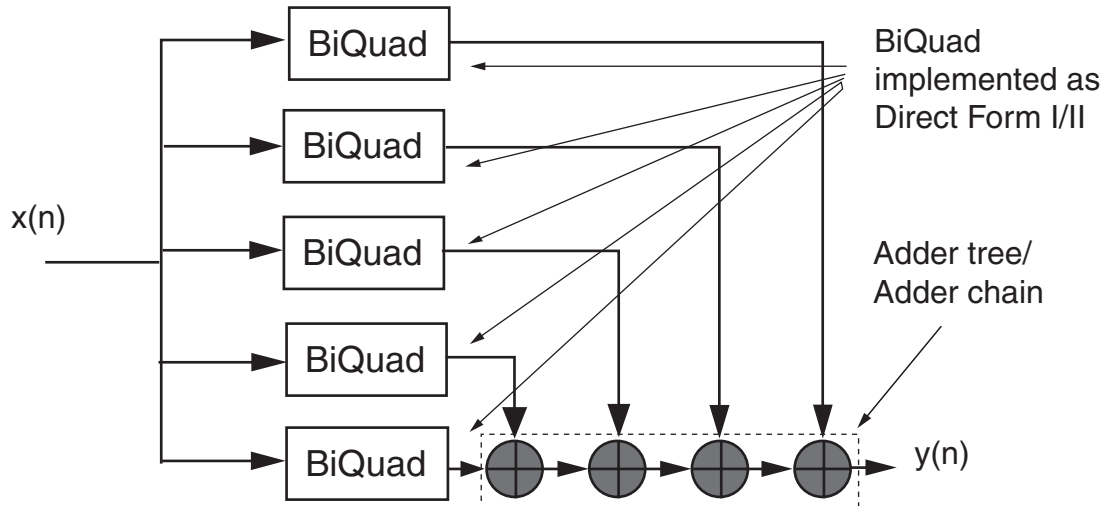 BiQuad
BiQuad
implemented as
Direct Form I/II
BiQuad
x(n)
BiQuad
Adder tree/
Adder chain
BiQuad
BiQuad
y(n)